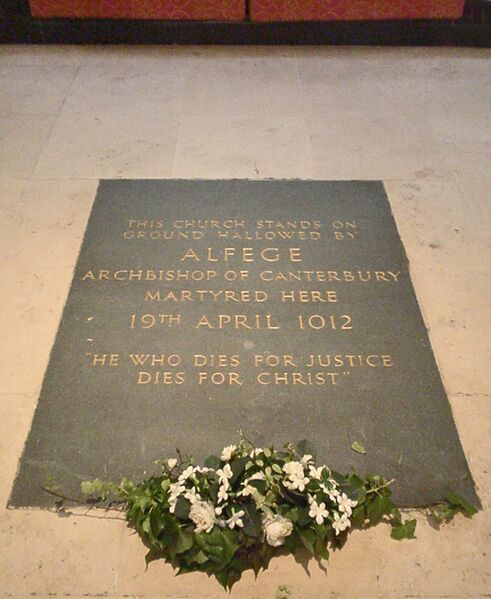 THIS CHURCH STANDS ON
GROUND HALLOWED BY
ALFEGE
ARCHBISHOP OF CANTERBURY
MARTYRED HERE
19TH APRIL 1012
"HE WHO DIES FOR JUSTICE
DIES FOR CHRIST"